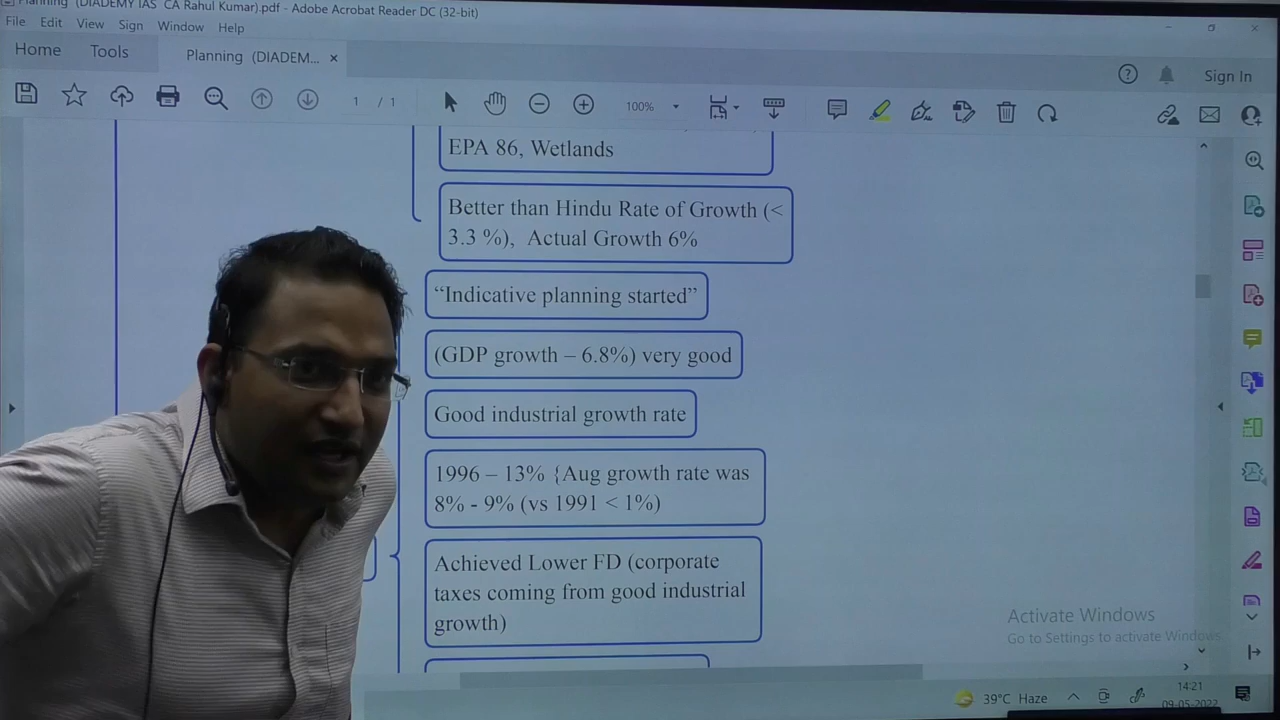 Planning (DIADEMY IAS CA Rahul Kumar).pdf - Adobe Acrobat Reader DC (32-bit)
File Edit View Sign Window Help
Home Tools Planning (DIADEM... ×
Sign In
1 / 1
100%
EPA 86, Wetlands
Better than Hindu Rate of Growth (<
3.3 %), Actual Growth 6%
“Indicative planning started”
(GDP growth – 6.8%) very good
Good industrial growth rate
1996 – 13% {Aug growth rate was
8% - 9% (vs 1991 < 1%)
Achieved Lower FD (corporate
taxes coming from good industrial
growth)
Activate Windows
Go to Settings to activate Windows.
39°C Haze
14:21
09-05-2022